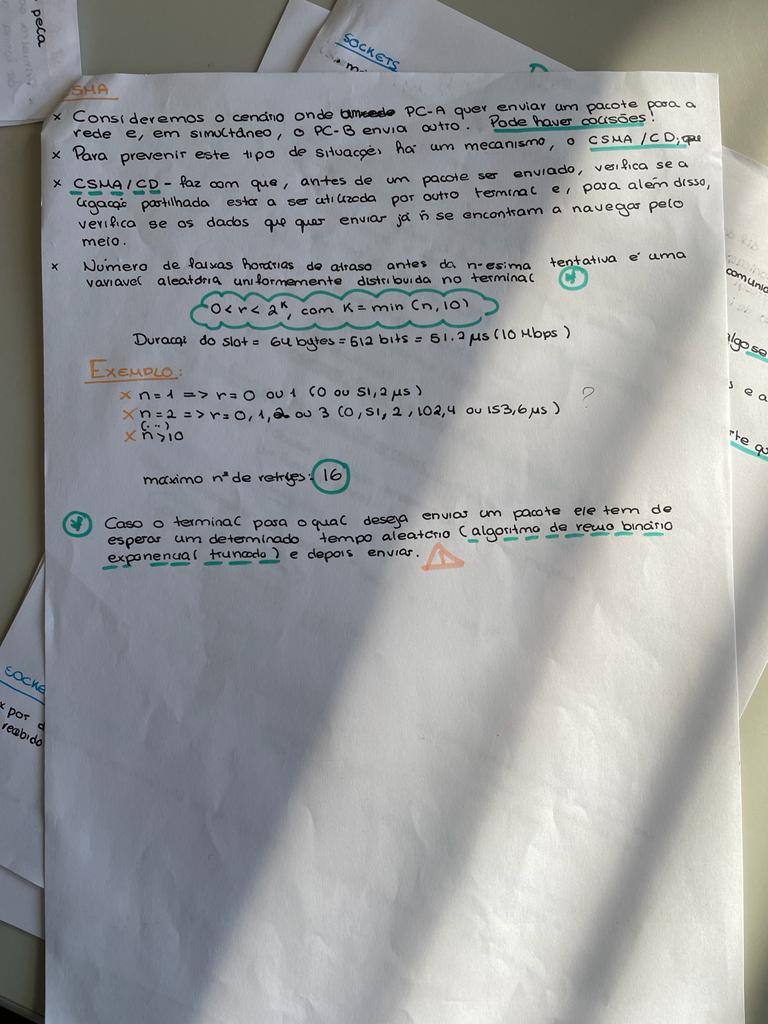 pela
SOCKETS
SMA
x Consideremos o cenário onde PC-A quer enviar um pacote para a
rede e, em simultâneo, o PC-B envia outro. Pode haver colisões!
x Para prevenir este tipo de situações há um mecanismo, o CSMA/CD; que
x CSMA/CD - faz com que, antes de um pacote ser enviado, verifica se a
ligação partilhada está a ser utilizada por outro terminal e, para além disso,
verifica se os dados que quer enviar já ñ se encontram a navegar pelo
meio.
x Número de faixas horárias de atraso antes da n-esima tentativa é uma
variável aleatória uniformemente distribuida no terminal *
0 < r < 2^K, com K = min (n, 10)
Duração do slot = 64 bytes = 512 bits = 51.2 µs (10 Mbps)
EXEMPLO:
x n = 1 => r = 0 ou 1 (0 ou 51,2 µs) ?
x n = 2 => r = 0, 1, 2 ou 3 (0, 51, 2, 102,4 ou 153,6 µs)
(...)
x n > 10
máximo nº de retries: 16
* Caso o terminal para o qual deseja enviar um pacote ele tem de
esperar um determinado tempo aleatório (algoritmo de recuo binário
exponencial truncado) e depois enviar. !
comunic
algo se
s e a
rte qu
SOCKE
x por d
recebido